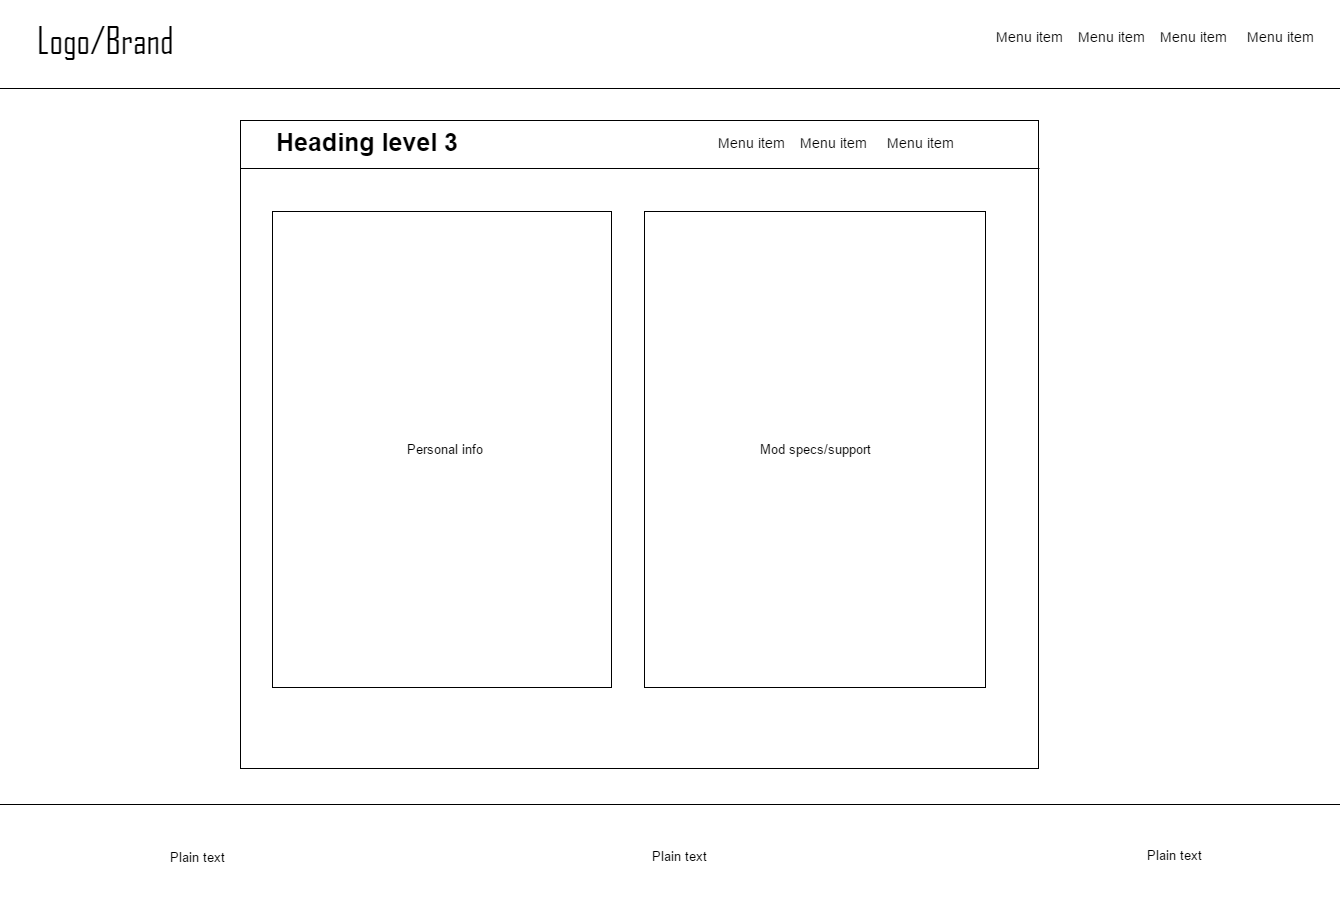 Logo/Brand
Menu item Menu item Menu item Menu item
Heading level 3
Menu item Menu item Menu item
Personal info
Mod specs/support
Plain text
Plain text
Plain text